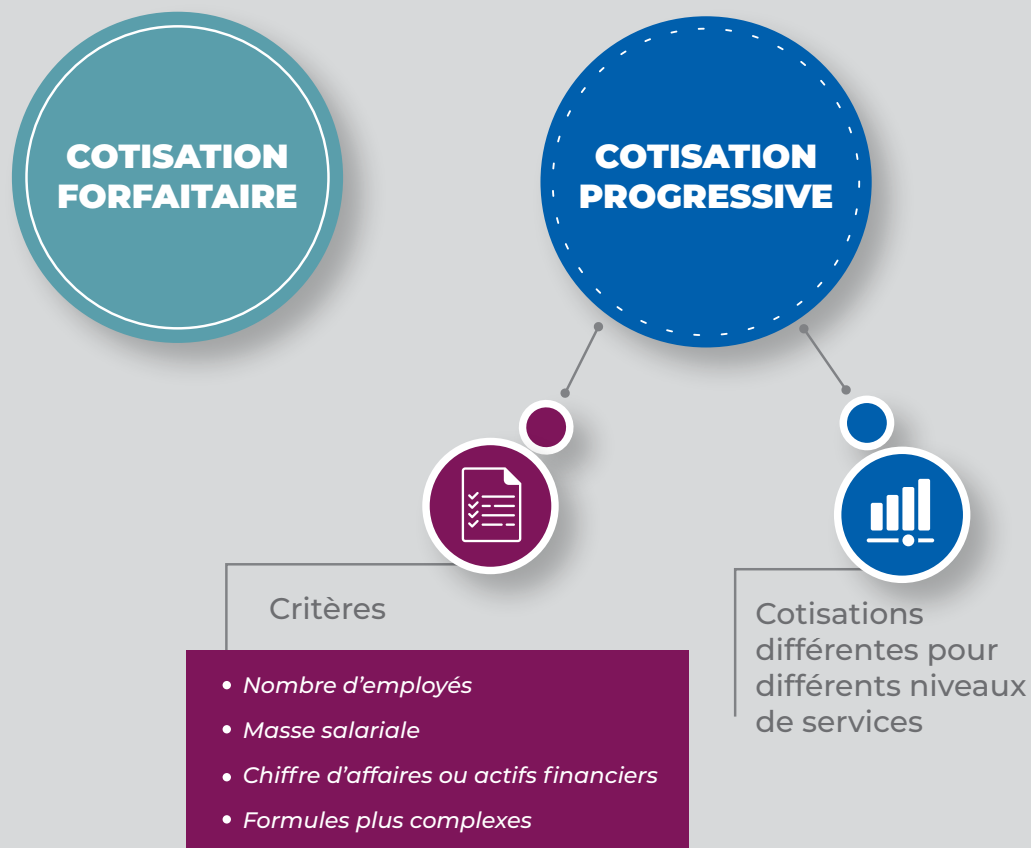 COTISATION
FORFAITAIRE
COTISATION
PROGRESSIVE
Critères
• Nombre d'employés
• Masse salariale
• Chiffre d'affaires ou actifs financiers
• Formules plus complexes
Cotisations
différentes pour
différents niveaux
de services